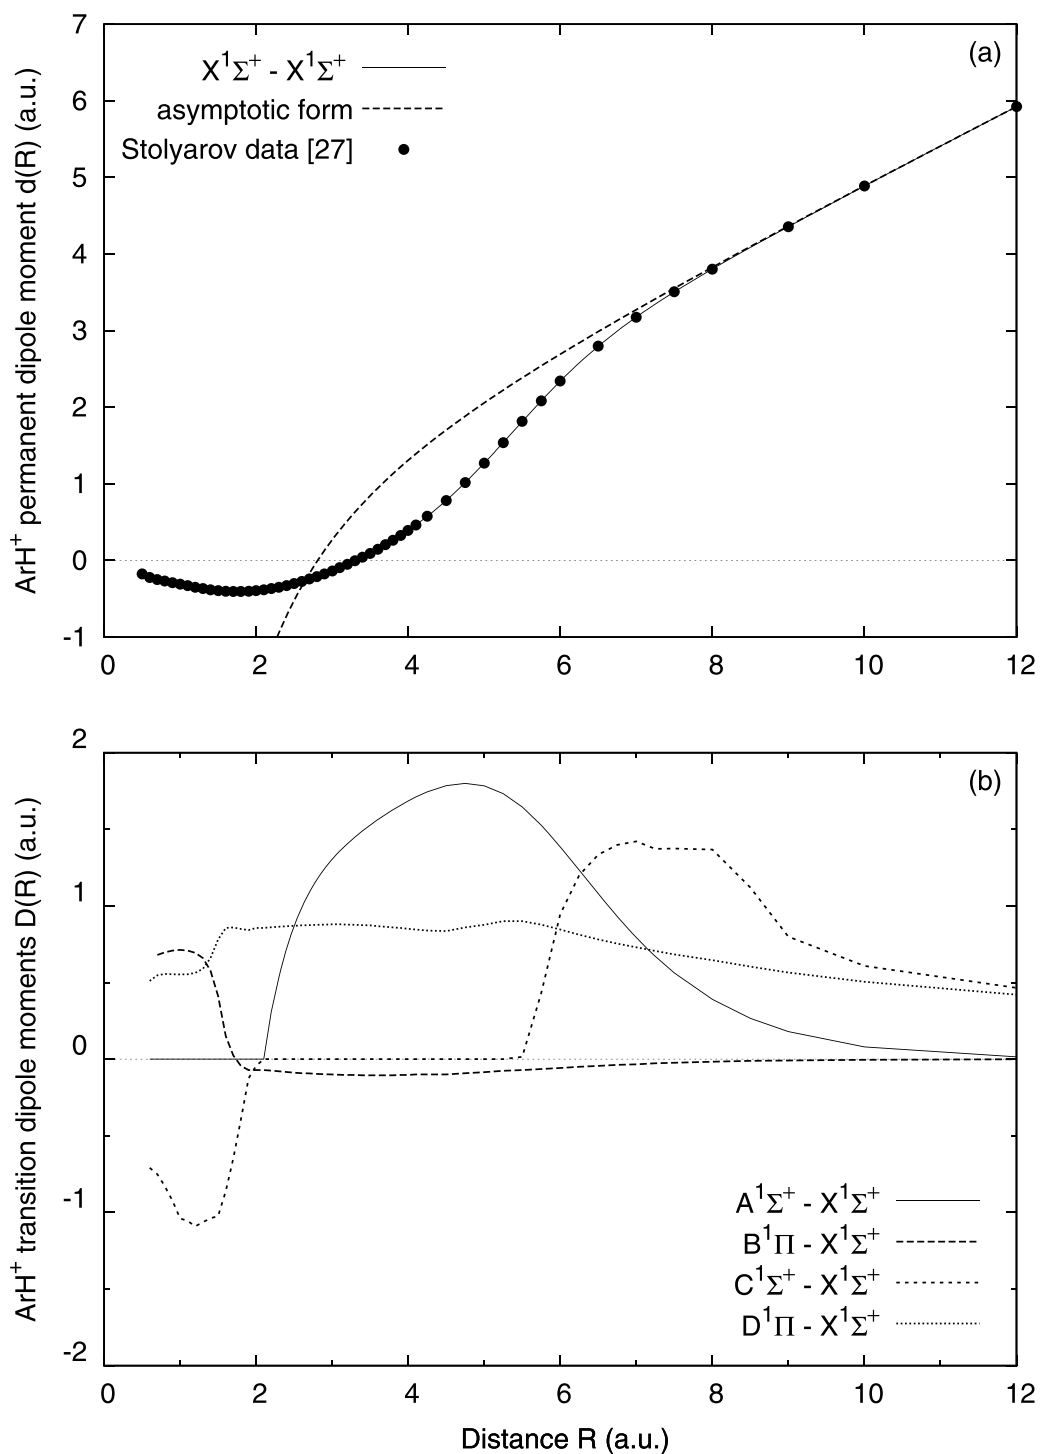 7
6
5
4
3
2
1
0
-1
ArH⁺ permanent dipole moment d(R) (a.u.)
(a)
X¹Σ⁺ - X¹Σ⁺
asymptotic form
Stolyarov data [27]
0 2 4 6 8 10 12
2
1
0
-1
-2
ArH⁺ transition dipole moments D(R) (a.u.)
(b)
A¹Σ⁺ - X¹Σ⁺
B¹Π - X¹Σ⁺
C¹Σ⁺ - X¹Σ⁺
D¹Π - X¹Σ⁺
0 2 4 6 8 10 12
Distance R (a.u.)